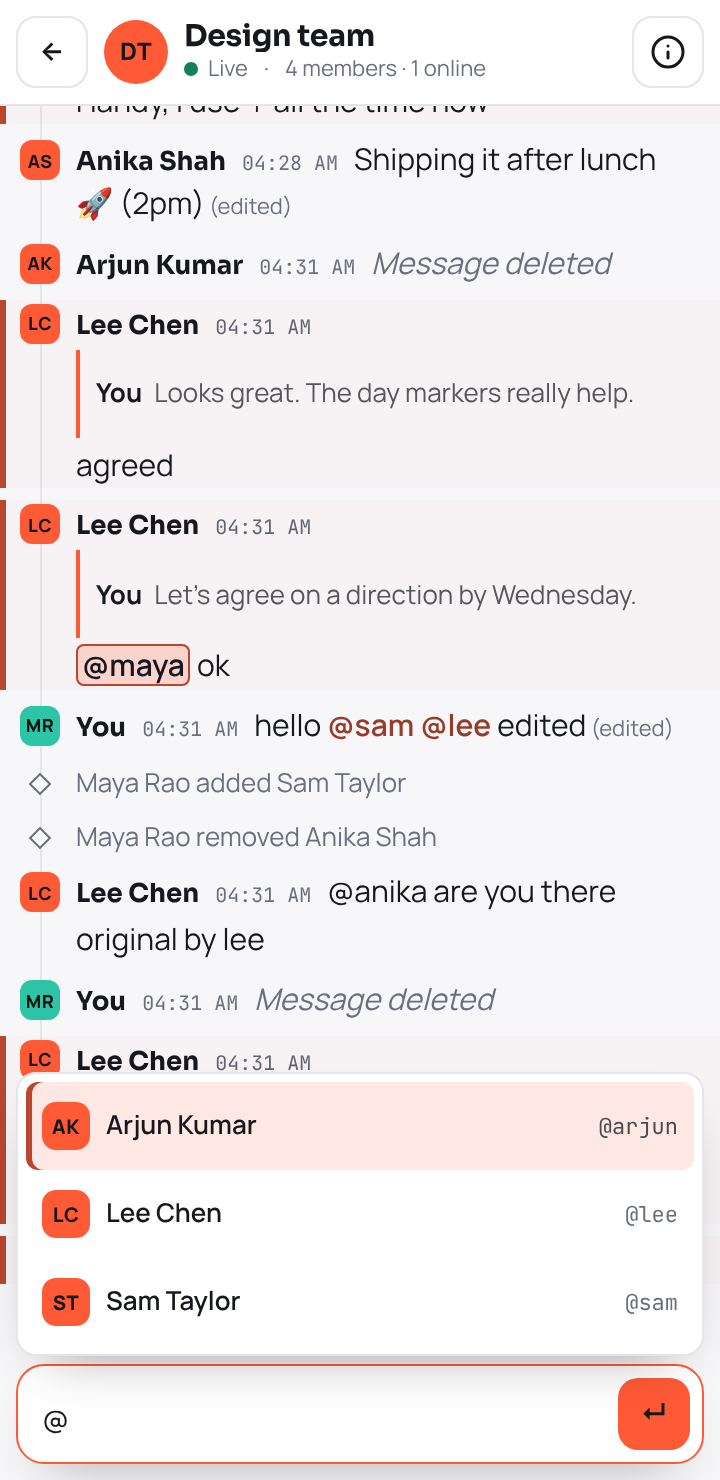 DT
Design team
Live · 4 members · 1 online
AS Anika Shah 04:28 AM Shipping it after lunch
🚀 (2pm) (edited)
AK Arjun Kumar 04:31 AM Message deleted
LC Lee Chen 04:31 AM
You Looks great. The day markers really help.
agreed
LC Lee Chen 04:31 AM
You Let's agree on a direction by Wednesday.
@maya ok
MR You 04:31 AM hello @sam @lee edited (edited)
Maya Rao added Sam Taylor
Maya Rao removed Anika Shah
LC Lee Chen 04:31 AM @anika are you there
original by lee
MR You 04:31 AM Message deleted
LC Lee Chen 04:31 AM
AK Arjun Kumar @arjun
LC Lee Chen @lee
ST Sam Taylor @sam
@